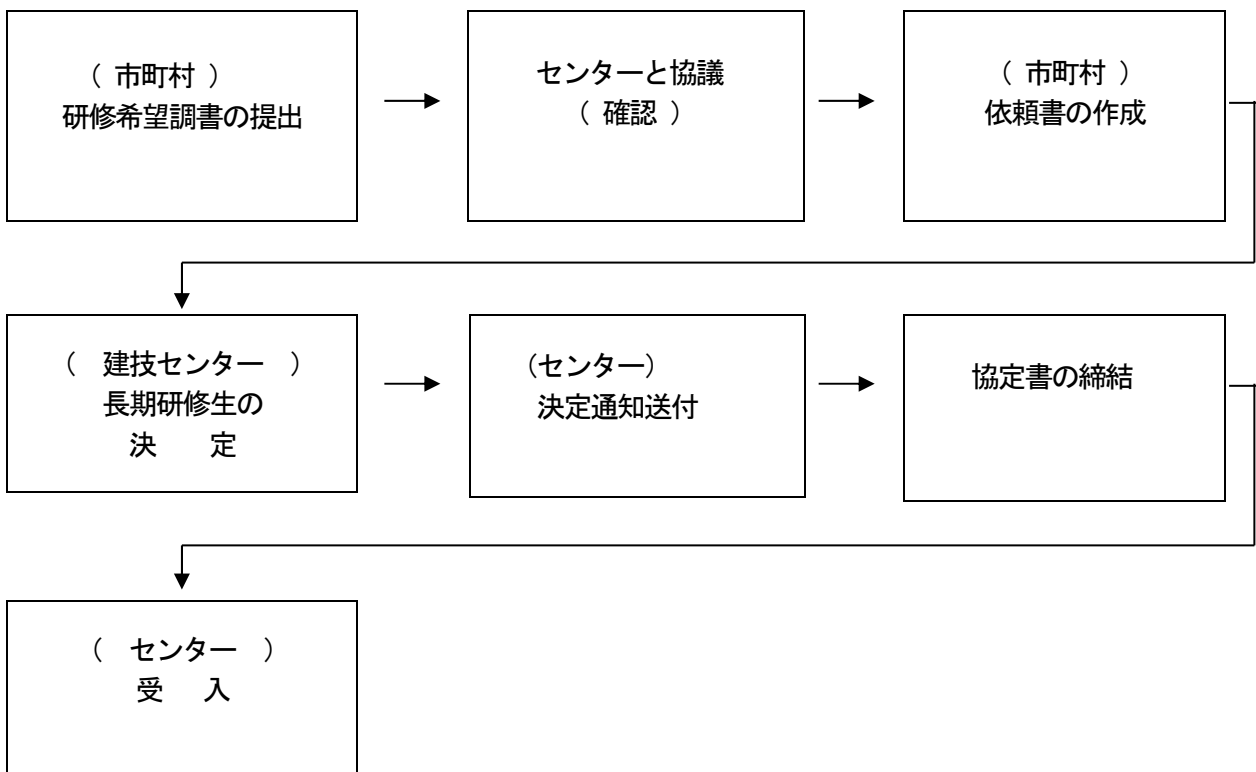 （ 市町村 ）
研修希望調書の提出
センターと協議
（ 確認 ）
（ 市町村 ）
依頼書の作成
（　建技センター　）
長期研修生の
決　　定
（センター）
決定通知送付
協定書の締結
（　センター　）
受　入